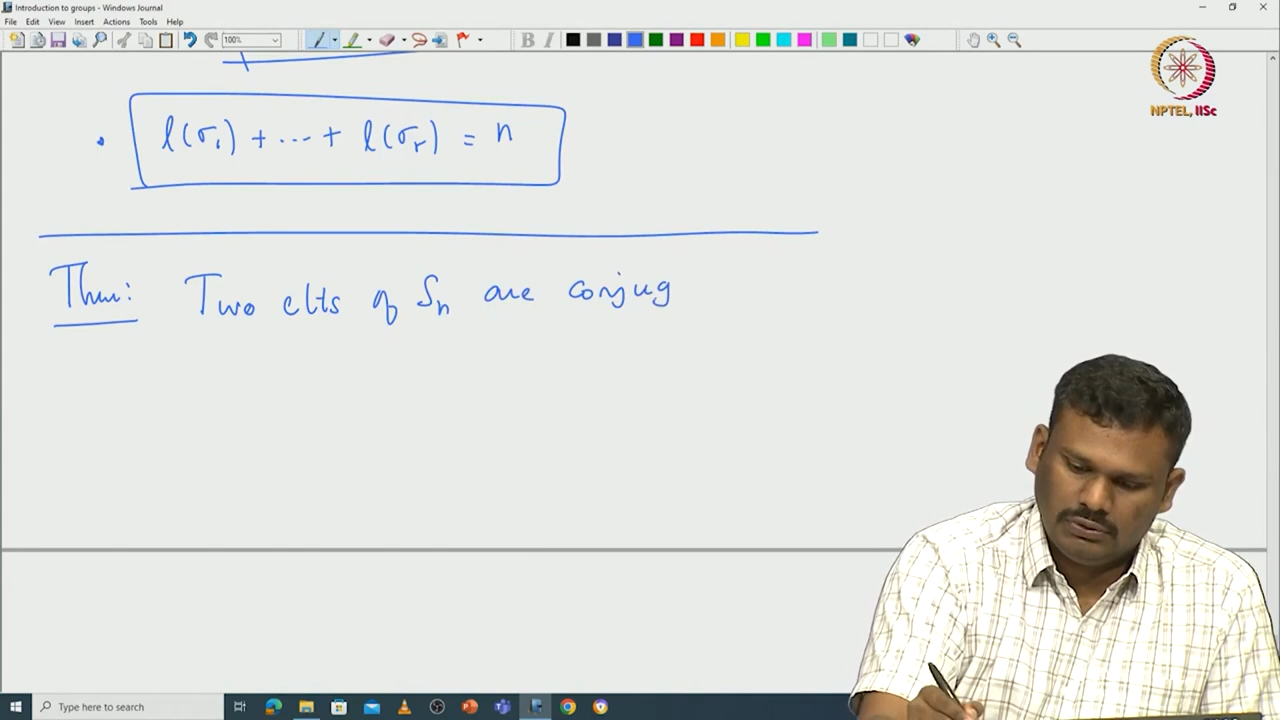 Introduction to groups - Windows Journal
File Edit View Insert Actions Tools Help
100%
B I
NPTEL, IISc
• l(σ₁) + ... + l(σᵣ) = n
Thm: Two elts of Sₙ are conjug
Type here to search